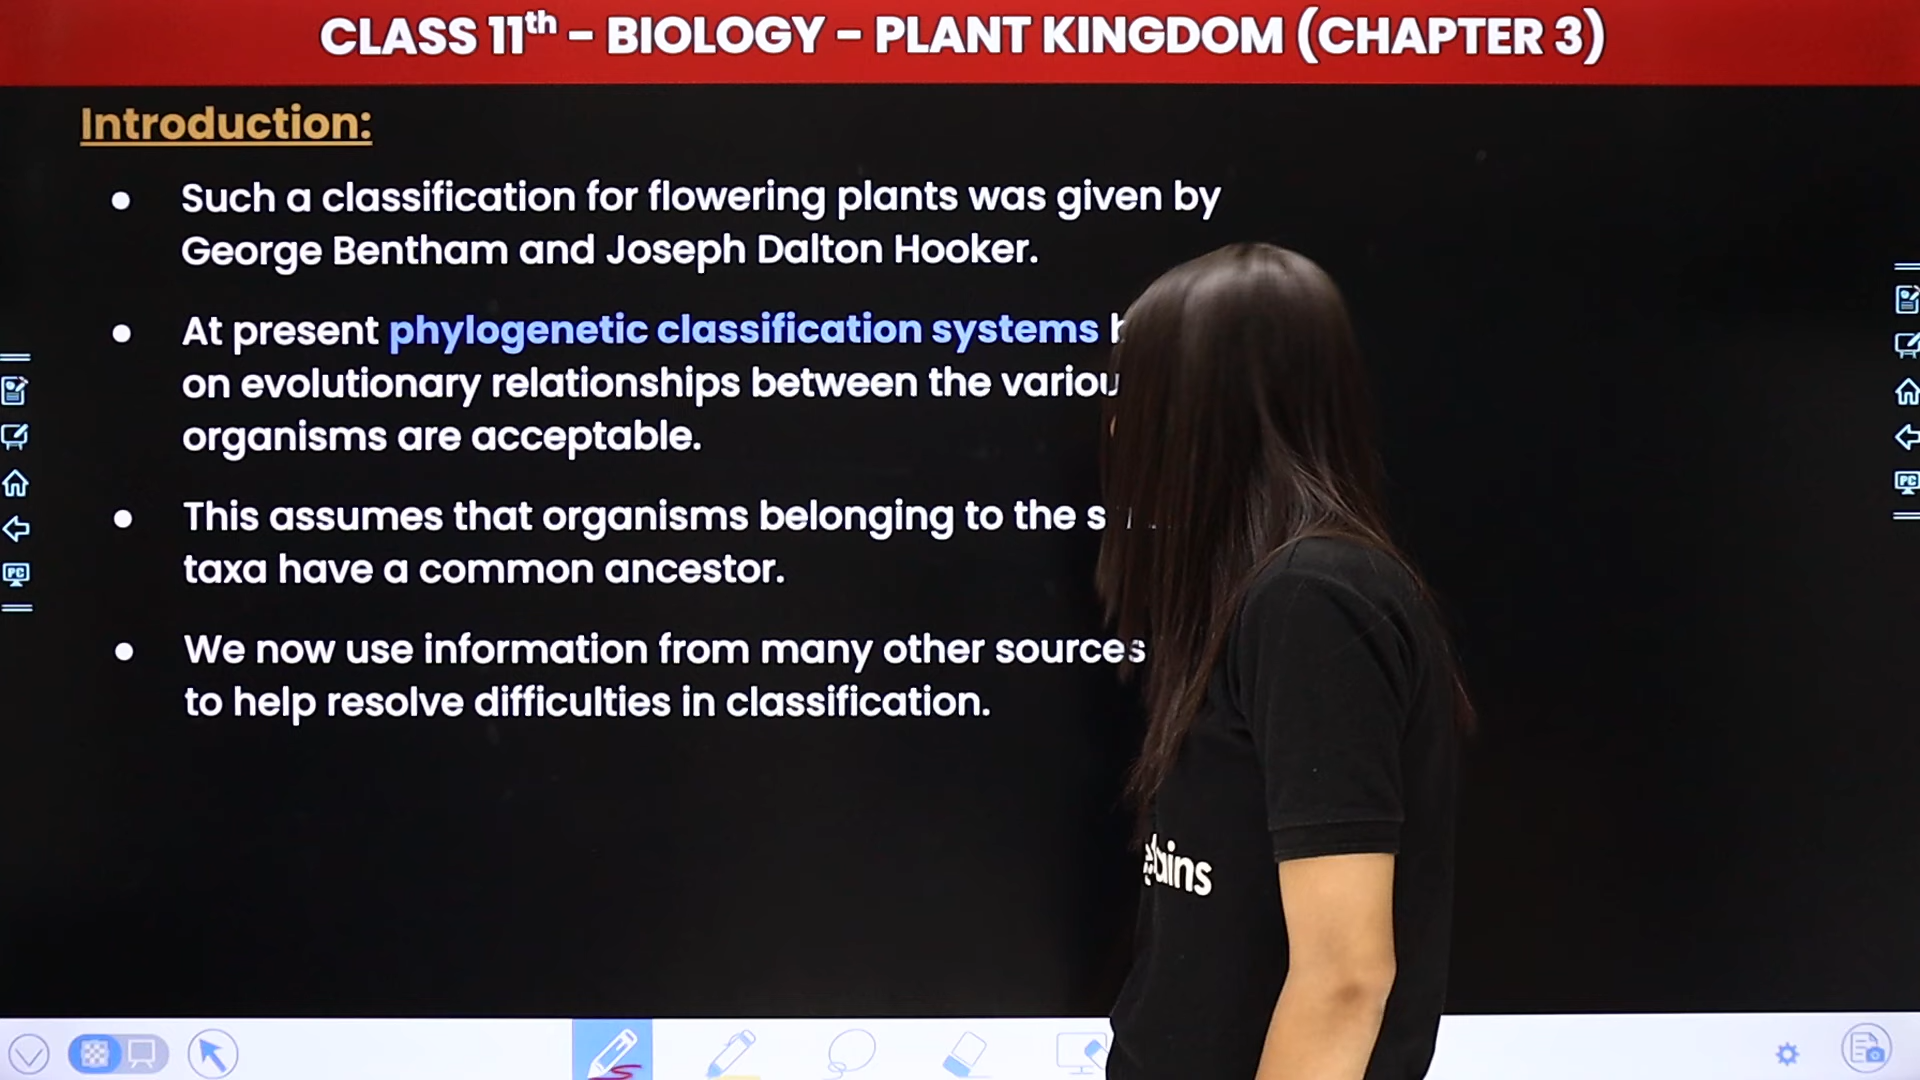 CLASS 11th – BIOLOGY – PLANT KINGDOM (CHAPTER 3)
Introduction:
● Such a classification for flowering plants was given by
George Bentham and Joseph Dalton Hooker.
● At present phylogenetic classification systems
on evolutionary relationships between the
organisms are acceptable.
● This assumes that organisms belonging to the
taxa have a common ancestor.
● We now use information from many other sources
to help resolve difficulties in classification.
PC
PC